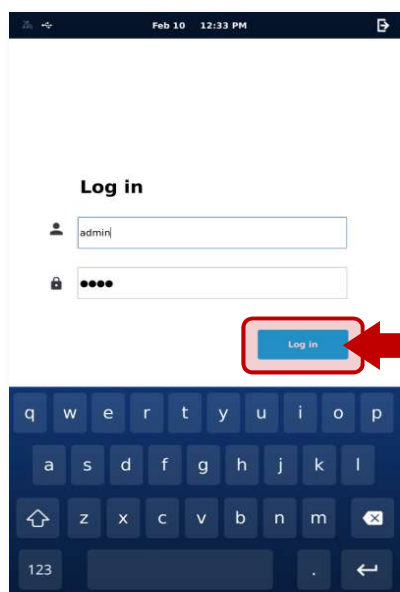 Feb 10 12:33 PM
Log in
admin
Log in
q w e r t y u i o p
a s d f g h j k l
z x c v b n m
123 .